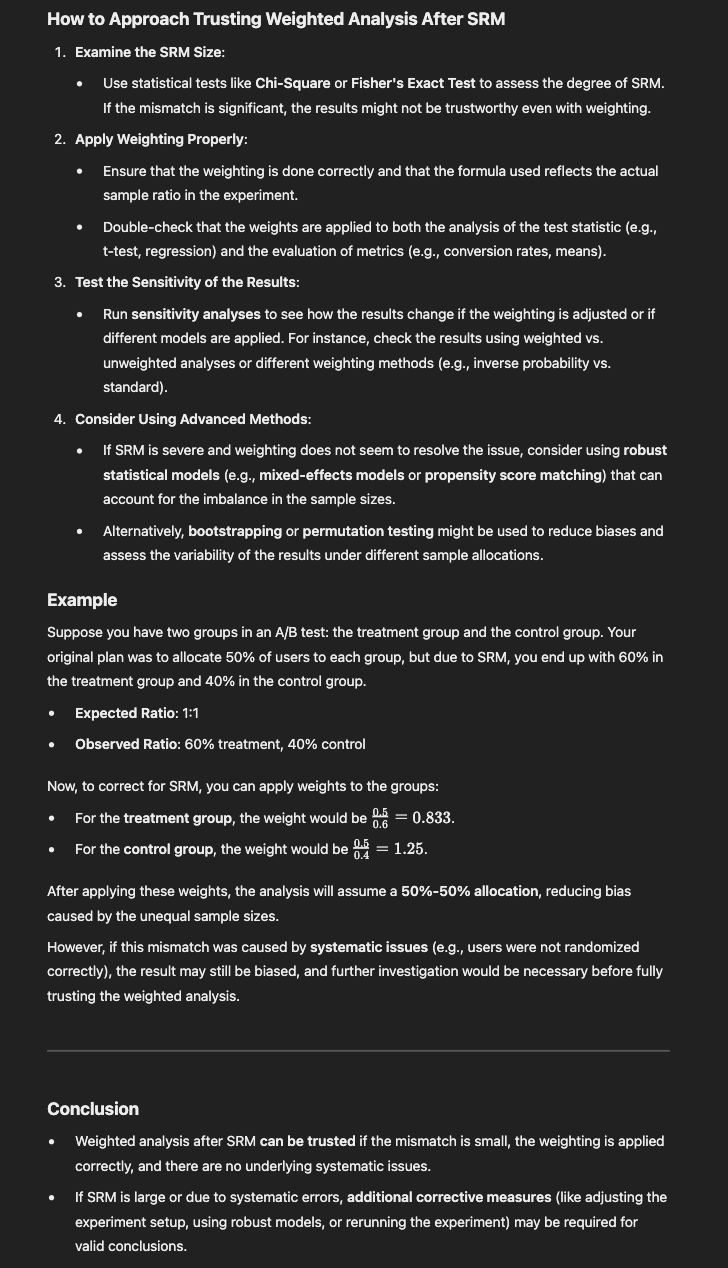 How to Approach Trusting Weighted Analysis After SRM
1. Examine the SRM Size:
• Use statistical tests like Chi-Square or Fisher's Exact Test to assess the degree of SRM.
If the mismatch is significant, the results might not be trustworthy even with weighting.
2. Apply Weighting Properly:
• Ensure that the weighting is done correctly and that the formula used reflects the actual
sample ratio in the experiment.
• Double-check that the weights are applied to both the analysis of the test statistic (e.g.,
t-test, regression) and the evaluation of metrics (e.g., conversion rates, means).
3. Test the Sensitivity of the Results:
• Run sensitivity analyses to see how the results change if the weighting is adjusted or if
different models are applied. For instance, check the results using weighted vs.
unweighted analyses or different weighting methods (e.g., inverse probability vs.
standard).
4. Consider Using Advanced Methods:
• If SRM is severe and weighting does not seem to resolve the issue, consider using robust
statistical models (e.g., mixed-effects models or propensity score matching) that can
account for the imbalance in the sample sizes.
• Alternatively, bootstrapping or permutation testing might be used to reduce biases and
assess the variability of the results under different sample allocations.
Example
Suppose you have two groups in an A/B test: the treatment group and the control group. Your
original plan was to allocate 50% of users to each group, but due to SRM, you end up with 60% in
the treatment group and 40% in the control group.
• Expected Ratio: 1:1
• Observed Ratio: 60% treatment, 40% control
Now, to correct for SRM, you can apply weights to the groups:
• For the treatment group, the weight would be 0.5/0.6 = 0.833.
• For the control group, the weight would be 0.5/0.4 = 1.25.
After applying these weights, the analysis will assume a 50%-50% allocation, reducing bias
caused by the unequal sample sizes.
However, if this mismatch was caused by systematic issues (e.g., users were not randomized
correctly), the result may still be biased, and further investigation would be necessary before fully
trusting the weighted analysis.
Conclusion
• Weighted analysis after SRM can be trusted if the mismatch is small, the weighting is applied
correctly, and there are no underlying systematic issues.
• If SRM is large or due to systematic errors, additional corrective measures (like adjusting the
experiment setup, using robust models, or rerunning the experiment) may be required for
valid conclusions.